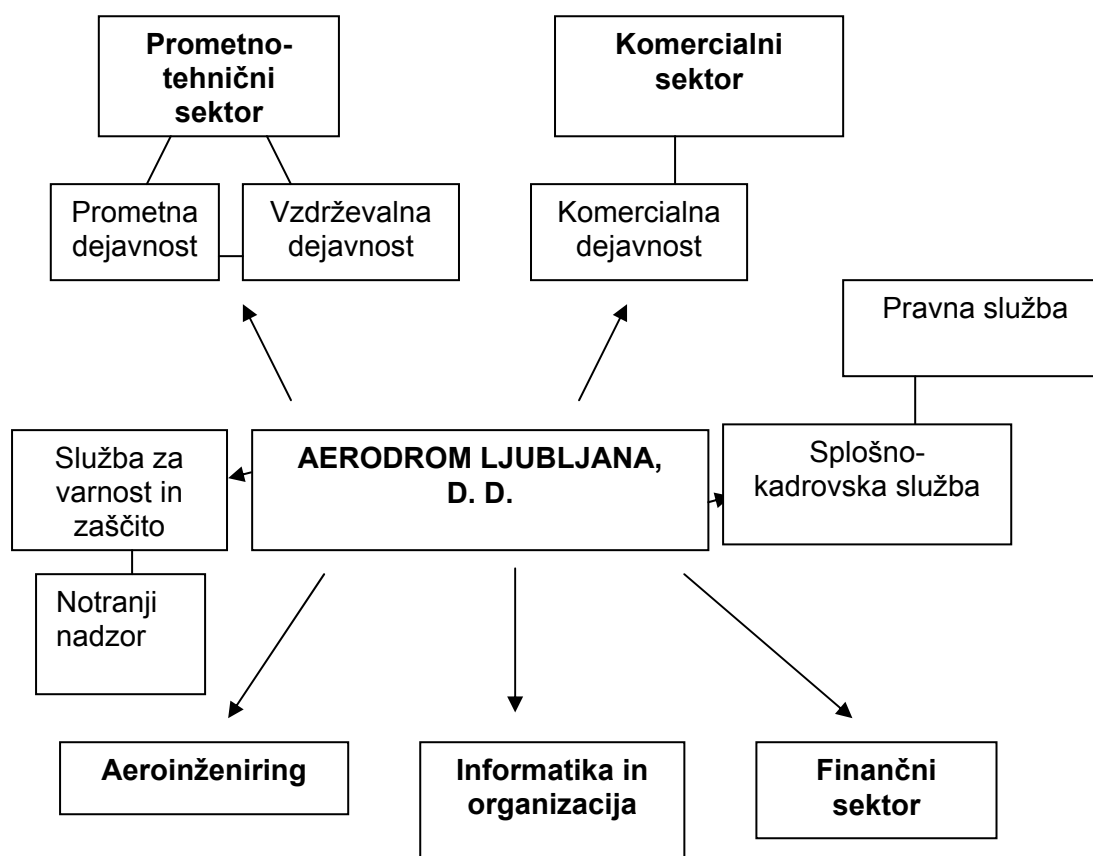 Prometno-
tehnični
sektor
Komercialni
sektor
Prometna
dejavnost
Vzdrževalna
dejavnost
Komercialna
dejavnost
Pravna služba
Služba za
varnost in
zaščito
AERODROM LJUBLJANA,
D. D.
Splošno-
kadrovska služba
Notranji
nadzor
Aeroinženiring
Informatika in
organizacija
Finančni
sektor